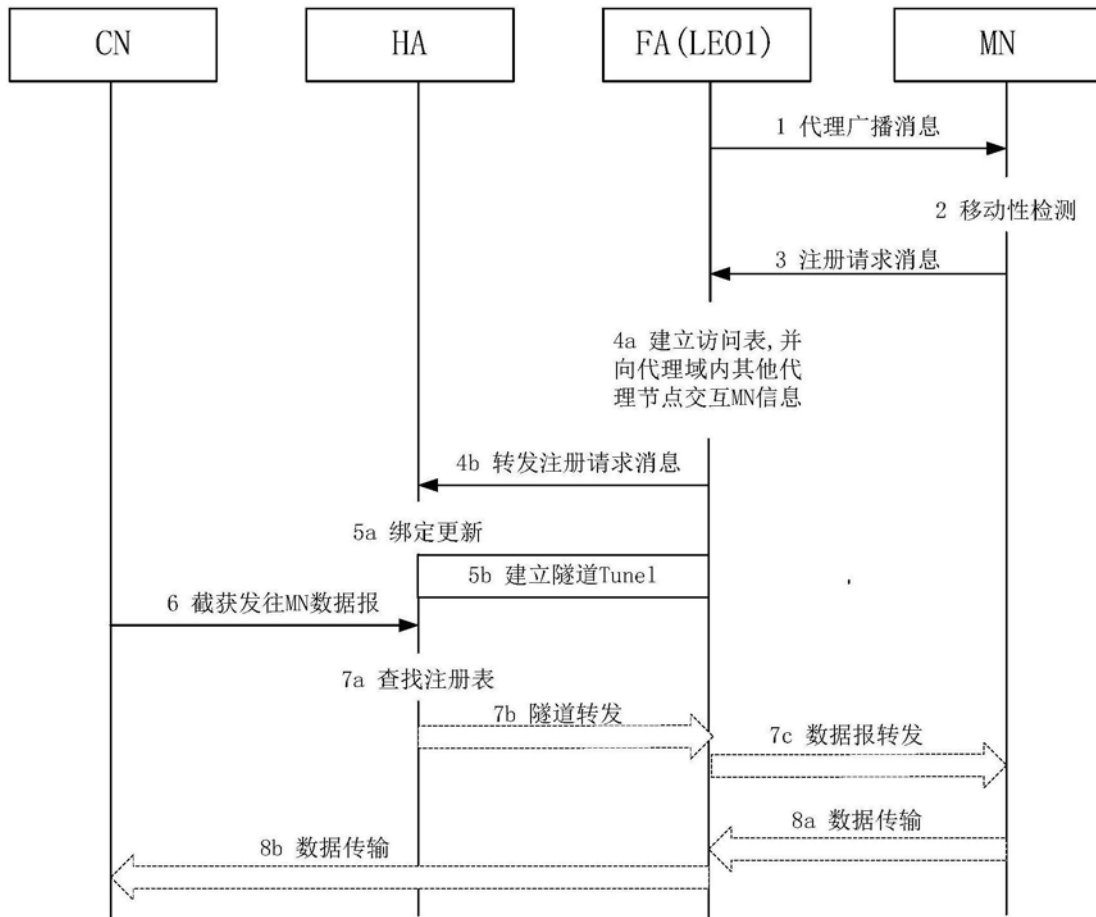 CN
HA
FA(LEO1)
MN
1 代理广播消息
2 移动性检测
3 注册请求消息
4a 建立访问表,并
向代理域内其他代
理节点交互MN信息
4b 转发注册请求消息
5a 绑定更新
5b 建立隧道Tunel
6 截获发往MN数据报
7a 查找注册表
7b 隧道转发
7c 数据报转发
8a 数据传输
8b 数据传输